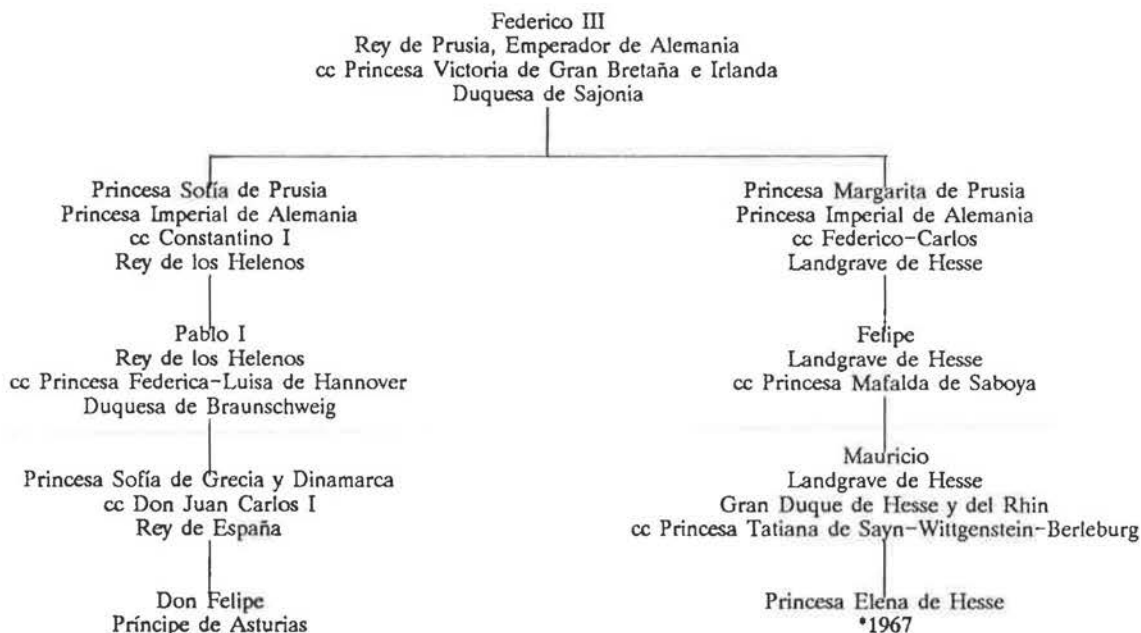 Federico III
Rey de Prusia, Emperador de Alemania
cc Princesa Victoria de Gran Bretaña e Irlanda
Duquesa de Sajonia
Princesa Sofía de Prusia
Princesa Imperial de Alemania
cc Constantino I
Rey de los Helenos
Pablo I
Rey de los Helenos
cc Princesa Federica-Luisa de Hannover
Duquesa de Braunschweig
Princesa Sofía de Grecia y Dinamarca
cc Don Juan Carlos I
Rey de España
Don Felipe
Príncipe de Asturias
Princesa Margarita de Prusia
Princesa Imperial de Alemania
cc Federico-Carlos
Landgrave de Hesse
Felipe
Landgrave de Hesse
cc Princesa Mafalda de Saboya
Mauricio
Landgrave de Hesse
Gran Duque de Hesse y del Rhin
cc Princesa Tatiana de Sayn-Wittgenstein-Berleburg
Princesa Elena de Hesse
*1967